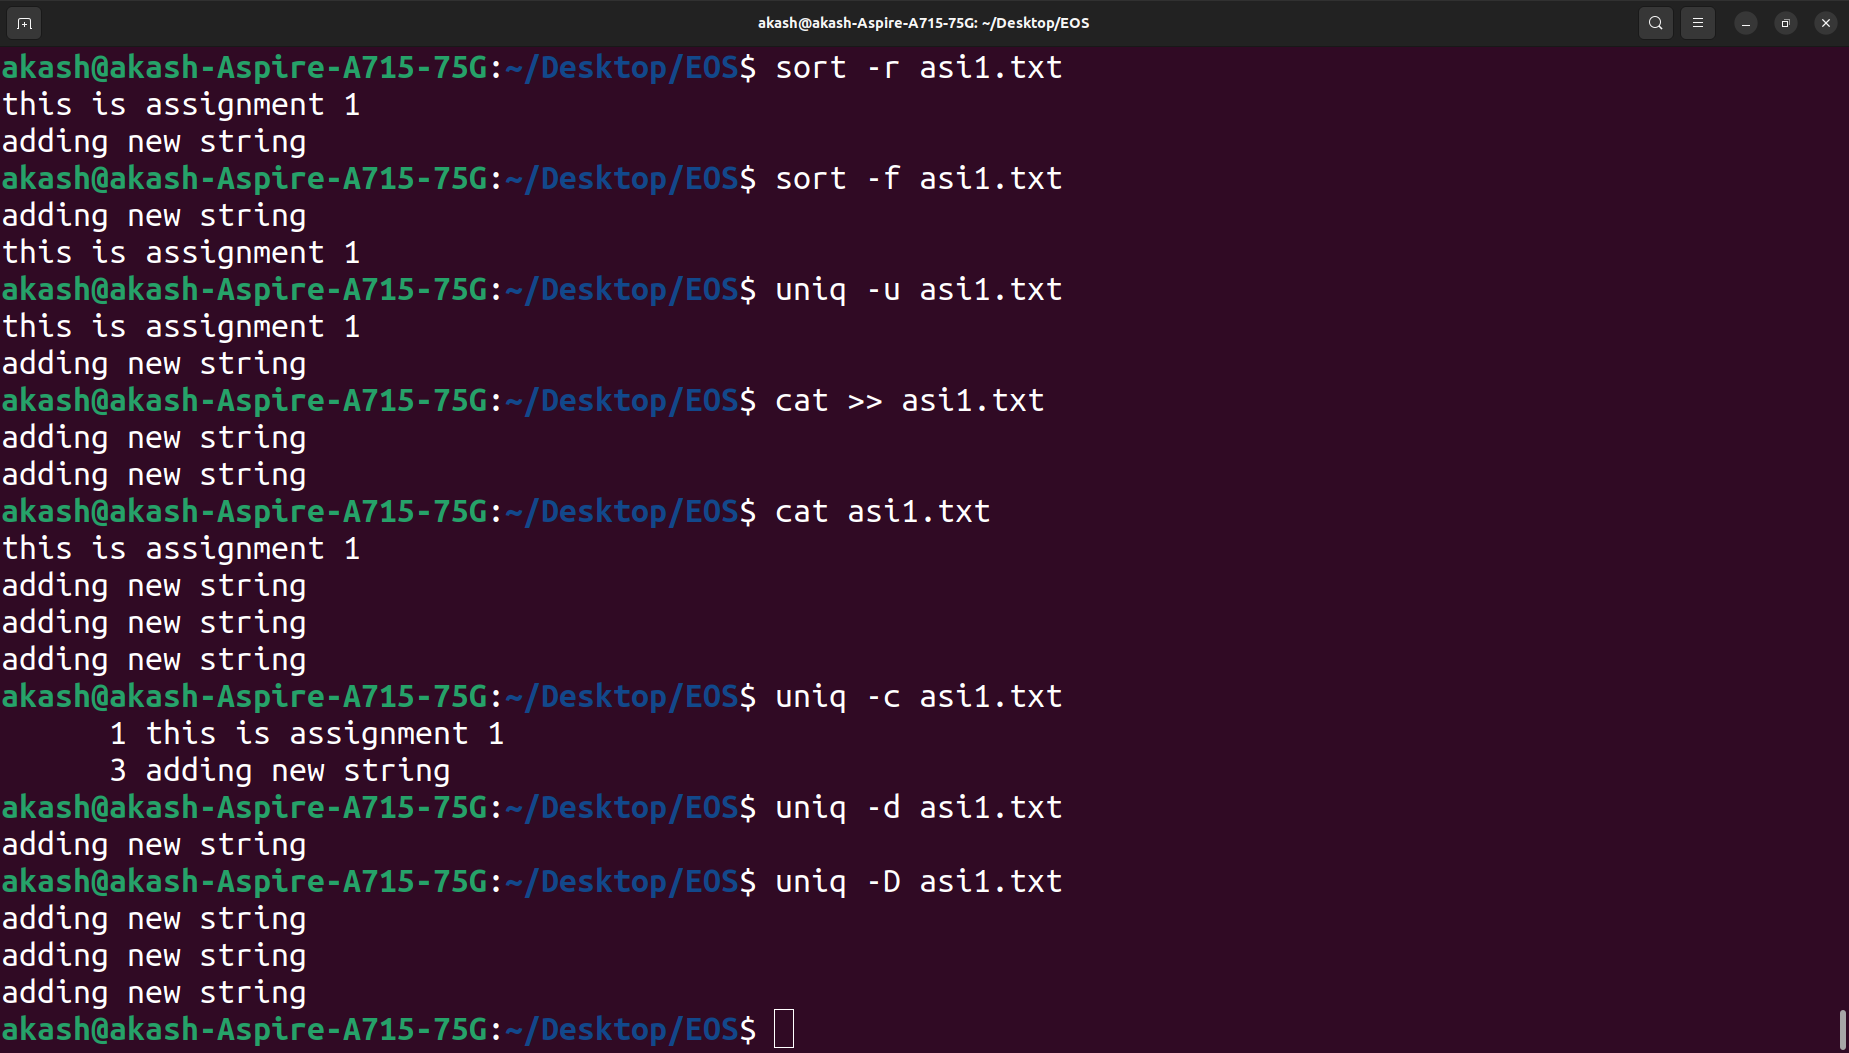 akash@akash-Aspire-A715-75G: ~/Desktop/EOS
akash@akash-Aspire-A715-75G:~/Desktop/EOS$ sort -r asi1.txt
this is assignment 1
adding new string
akash@akash-Aspire-A715-75G:~/Desktop/EOS$ sort -f asi1.txt
adding new string
this is assignment 1
akash@akash-Aspire-A715-75G:~/Desktop/EOS$ uniq -u asi1.txt
this is assignment 1
adding new string
akash@akash-Aspire-A715-75G:~/Desktop/EOS$ cat >> asi1.txt
adding new string
adding new string
akash@akash-Aspire-A715-75G:~/Desktop/EOS$ cat asi1.txt
this is assignment 1
adding new string
adding new string
adding new string
akash@akash-Aspire-A715-75G:~/Desktop/EOS$ uniq -c asi1.txt
      1 this is assignment 1
      3 adding new string
akash@akash-Aspire-A715-75G:~/Desktop/EOS$ uniq -d asi1.txt
adding new string
akash@akash-Aspire-A715-75G:~/Desktop/EOS$ uniq -D asi1.txt
adding new string
adding new string
adding new string
akash@akash-Aspire-A715-75G:~/Desktop/EOS$